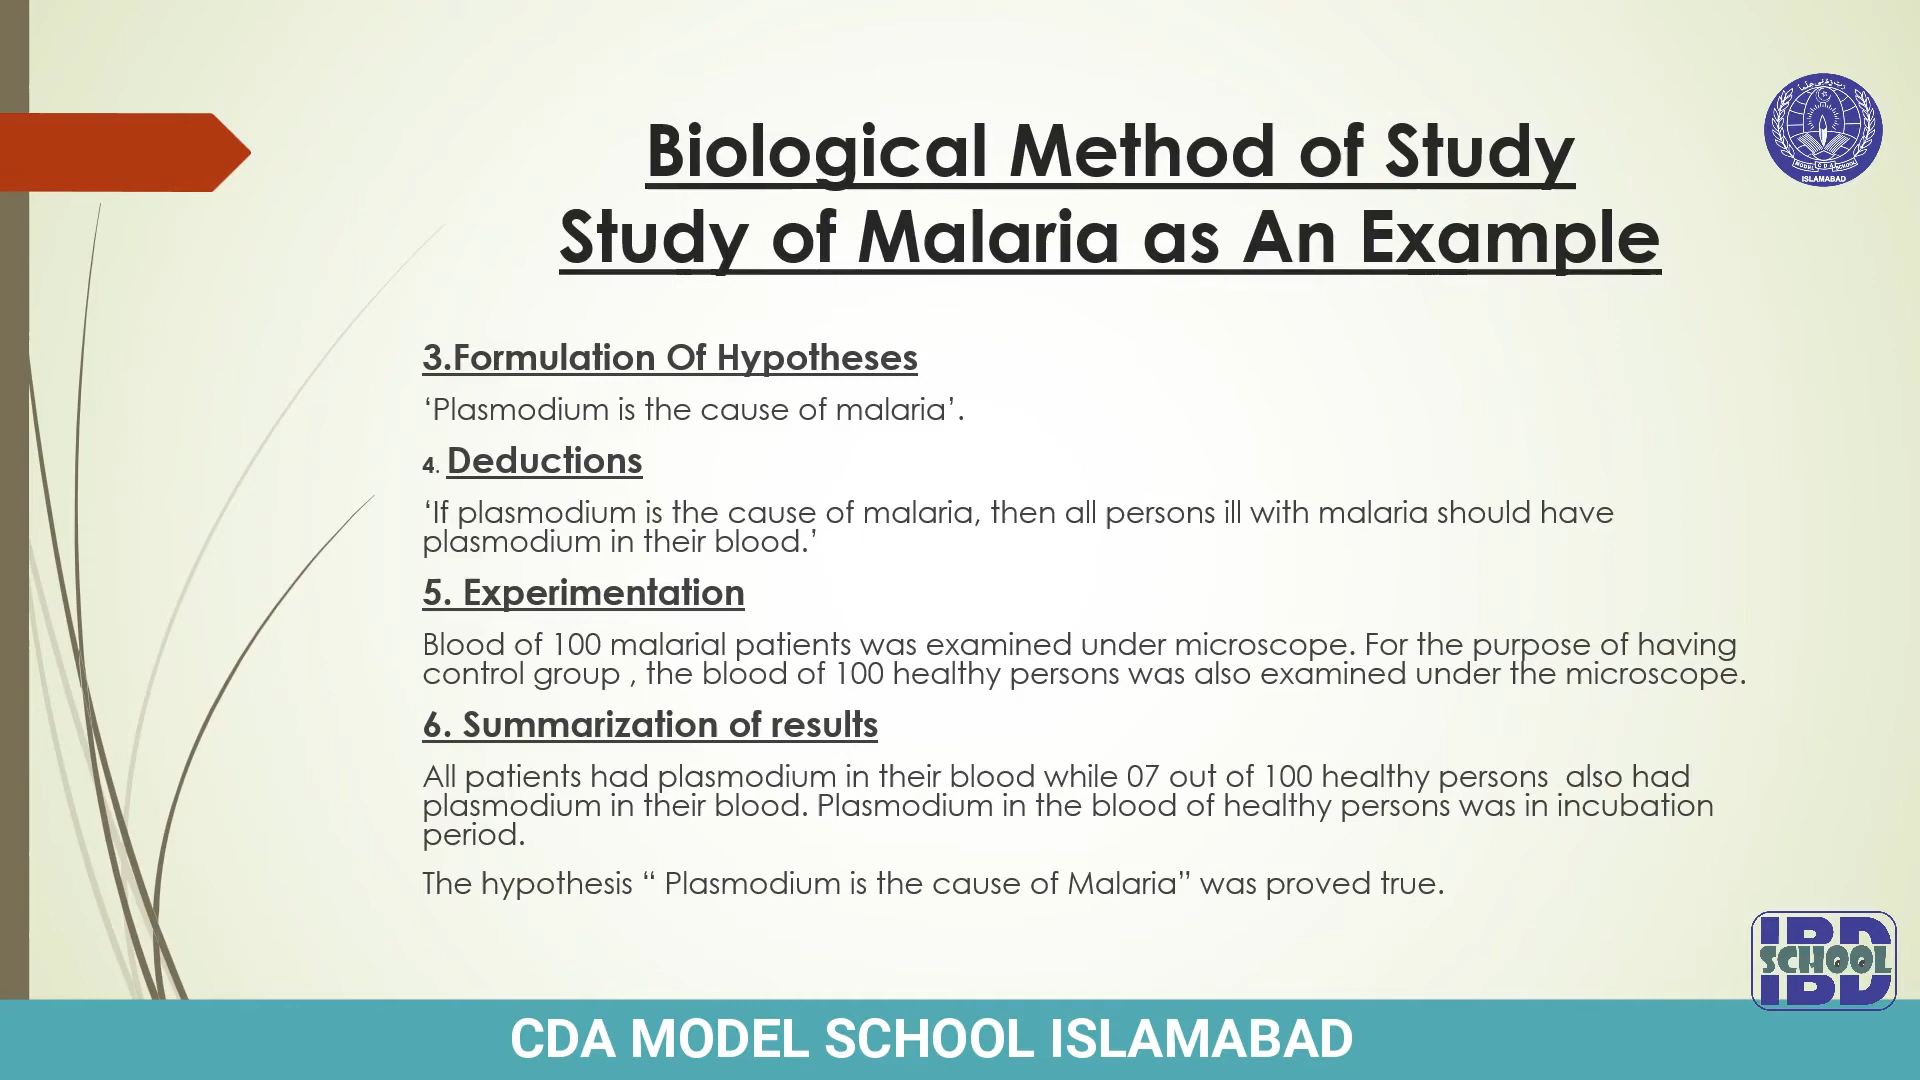 Biological Method of Study
Study of Malaria as An Example
3.Formulation Of Hypotheses
‘Plasmodium is the cause of malaria’.
4. Deductions
‘If plasmodium is the cause of malaria, then all persons ill with malaria should have
plasmodium in their blood.’
5. Experimentation
Blood of 100 malarial patients was examined under microscope. For the purpose of having
control group , the blood of 100 healthy persons was also examined under the microscope.
6. Summarization of results
All patients had plasmodium in their blood while 07 out of 100 healthy persons  also had
plasmodium in their blood. Plasmodium in the blood of healthy persons was in incubation
period.
The hypothesis “ Plasmodium is the cause of Malaria” was proved true.
MODEL CDA SCHOOL
ISLAMABAD
IBD
SCHOOL
IBD
CDA MODEL SCHOOL ISLAMABAD